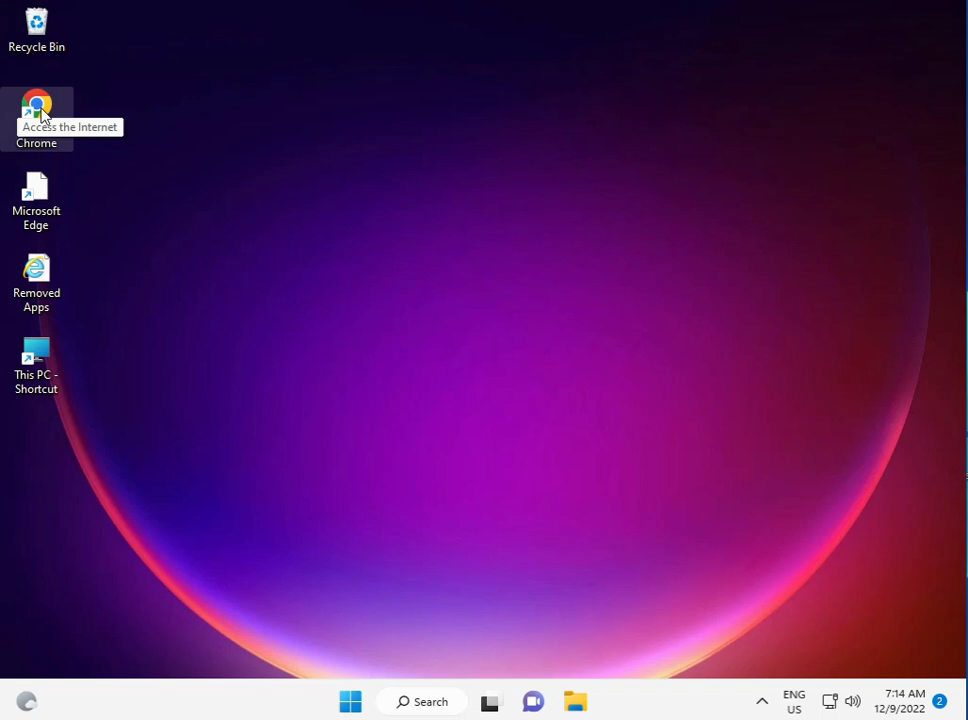 Recycle Bin
Access the Internet
Chrome
Microsoft
Edge
Removed
Apps
This PC -
Shortcut
Search
ENG
US
7:14 AM
12/9/2022
2